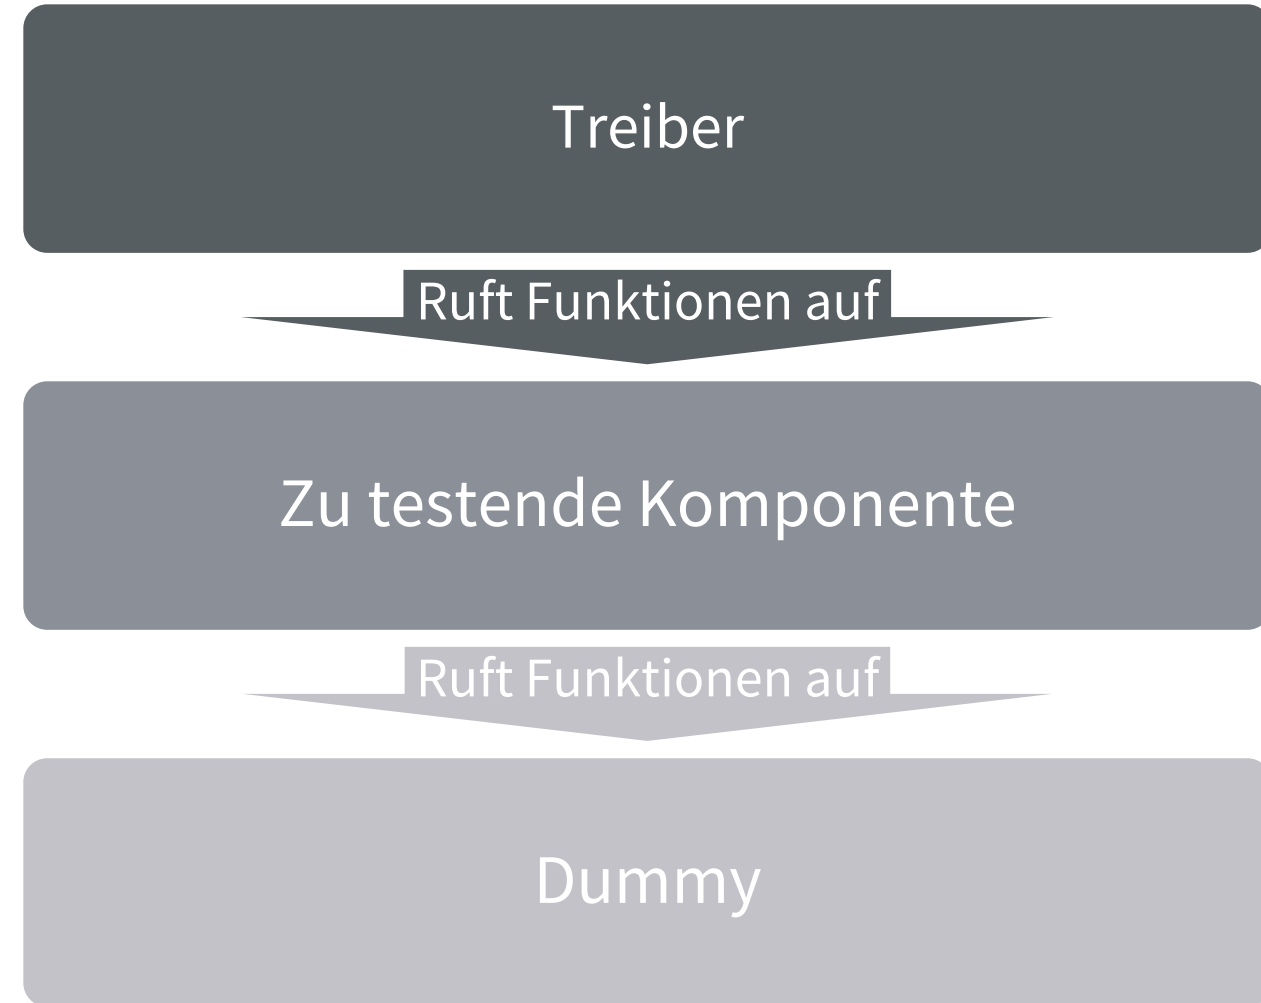 Treiber
Ruft Funktionen auf
Zu testende Komponente
Ruft Funktionen auf
Dummy